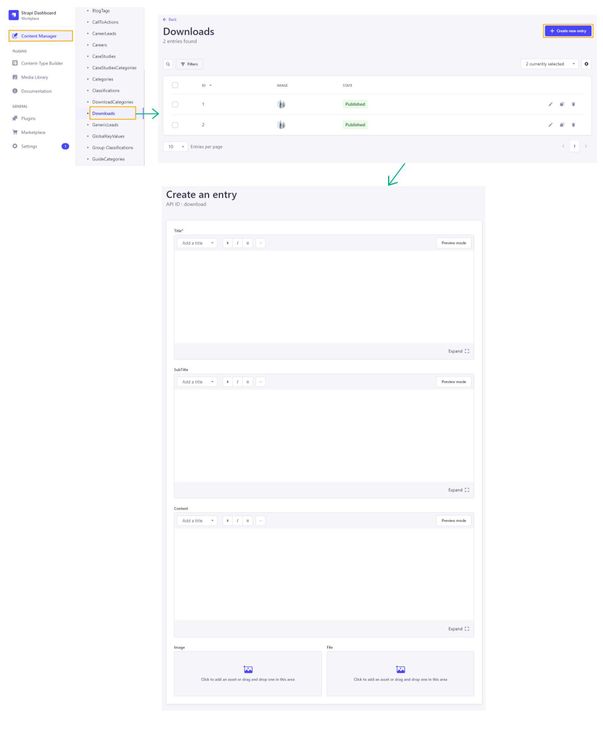 Strapi Dashboard
Workplace
Content Manager
PLUGINS
Content-Type Builder
Media Library
Documentation
GENERAL
Plugins
Marketplace
Settings
1
BlogTags
CallToActions
CareerLeads
Careers
CaseStudies
CaseStudiesCategories
Categories
Classifications
DownloadCategories
Downloads
GenericLeads
GlobalKeyValues
Group Classifications
GuideCategories
Back
Downloads
2 entries found
Create new entry
Filters
2 currently selected
ID IMAGE STATE
1 Published
2 Published
10 Entries per page
1
Create an entry
API ID : download
Title*
Add a title B I U Preview mode
Expand
SubTitle
Add a title B I U Preview mode
Expand
Content
Add a title B I U Preview mode
Expand
Image File
Click to add an asset or drag and drop one in this area
Click to add an asset or drag and drop one in this area